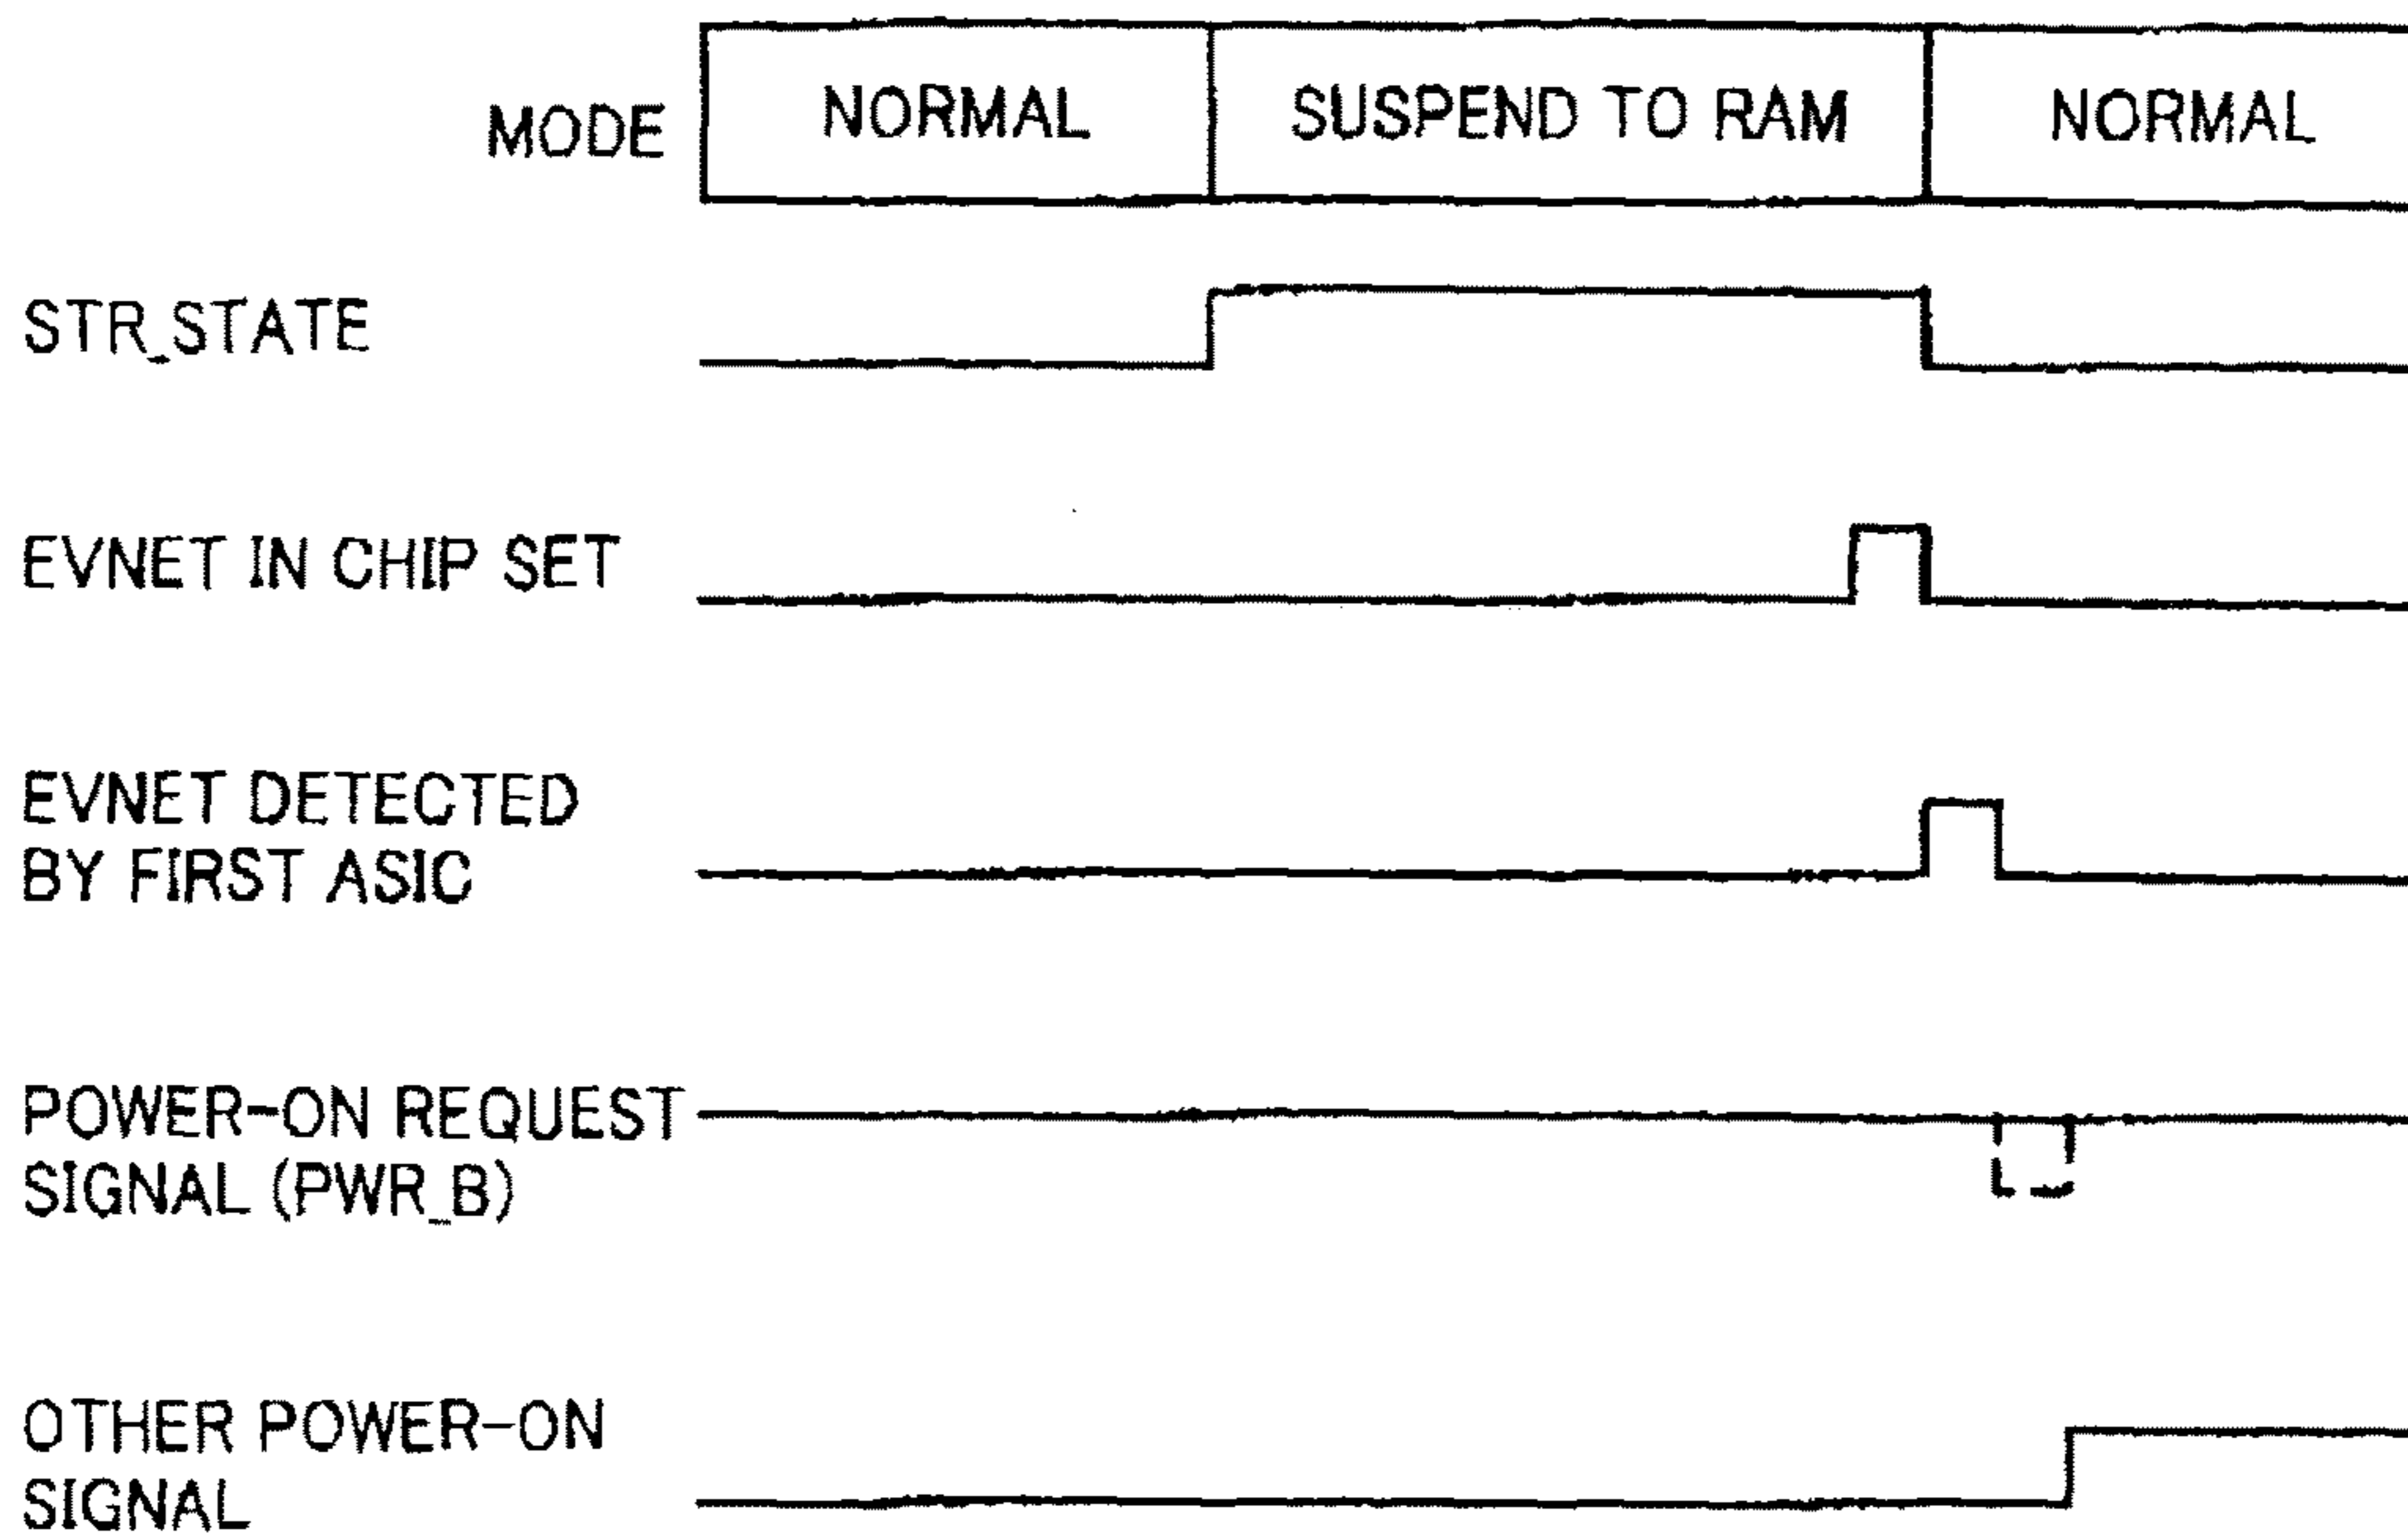 MODE NORMAL SUSPEND TO RAM NORMAL
STR_STATE
EVNET IN CHIP SET
EVNET DETECTED
BY FIRST ASIC
POWER-ON REQUEST
SIGNAL (PWR_B)
OTHER POWER-ON
SIGNAL